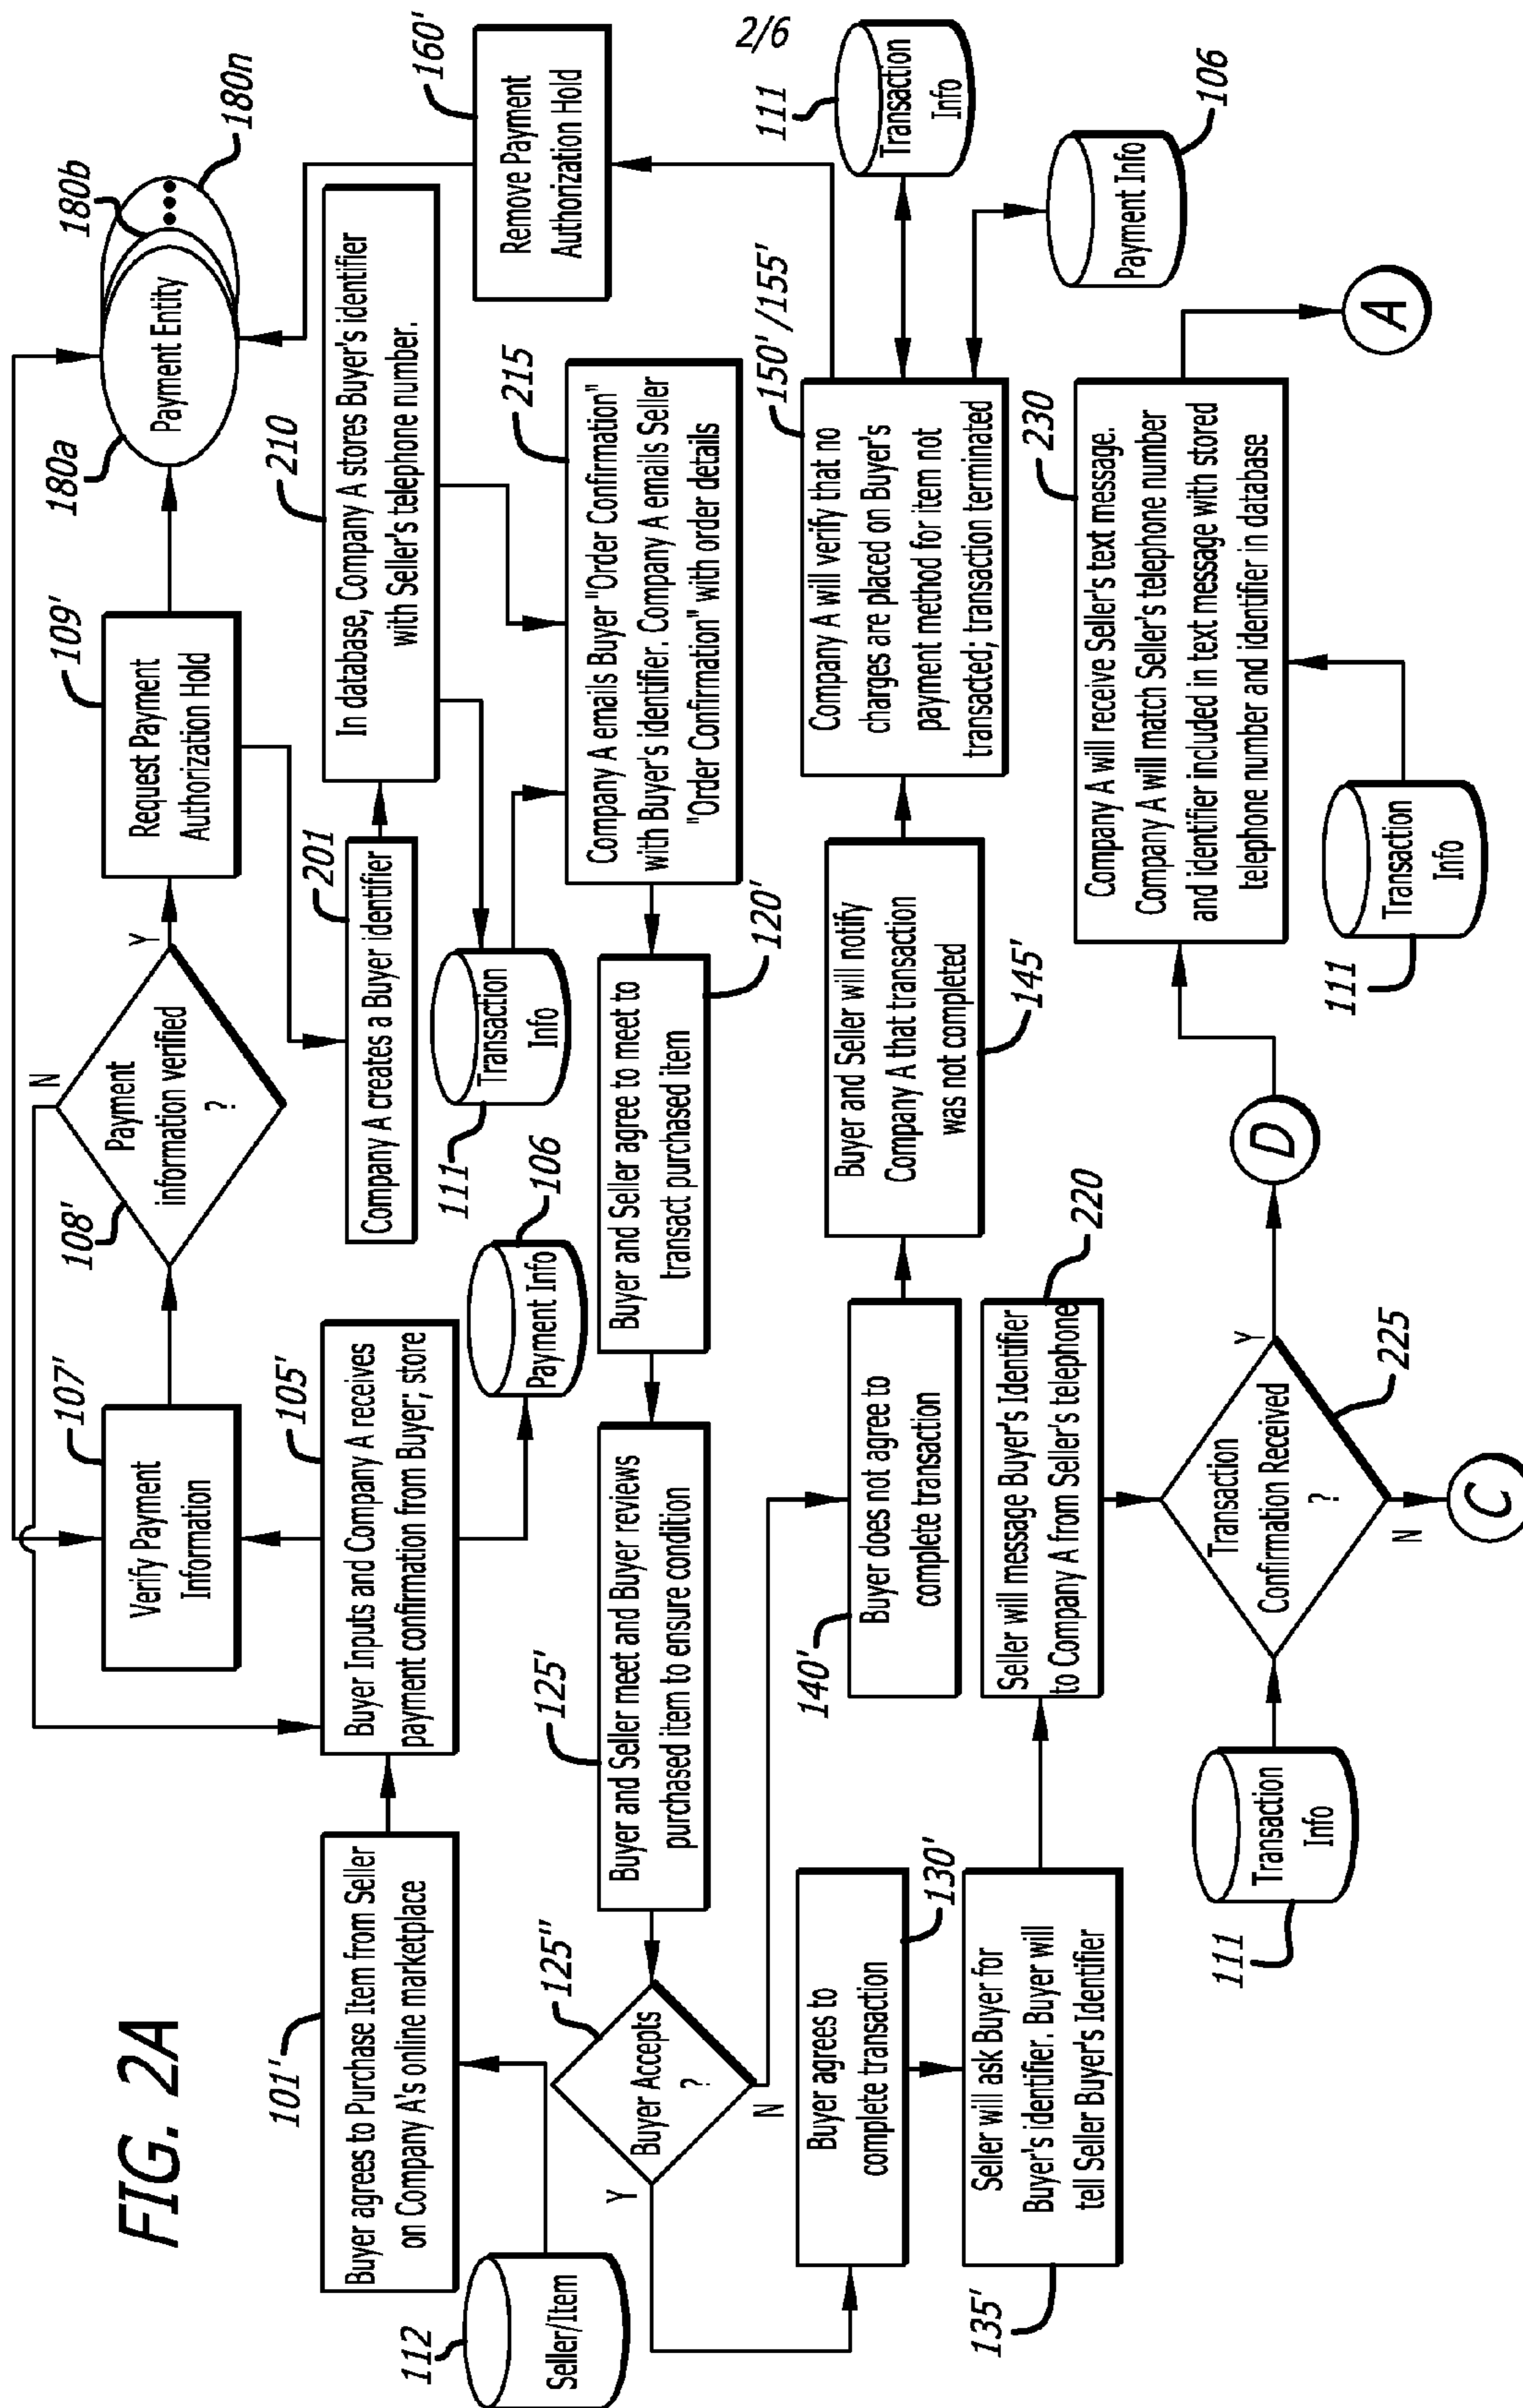 FIG. 2A
2/6
107'
Verify Payment
Information
108'
Payment
information verified
?
N
Y
109'
Request Payment
Authorization Hold
180a
180b
180n
Payment Entity
101'
Buyer agrees to Purchase Item from Seller
on Company A's online marketplace
105'
Buyer Inputs and Company A receives
payment confirmation from Buyer; store
201
Company A creates a Buyer identifier
210
In database, Company A stores Buyer's identifier
with Seller's telephone number.
160'
Remove Payment
Authorization Hold
112
Seller/Item
106
Payment Info
111
Transaction
Info
215
Company A emails Buyer "Order Confirmation"
with Buyer's identifier. Company A emails Seller
"Order Confirmation" with order details
125''
Buyer Accepts
?
Y
N
125'
Buyer and Seller meet and Buyer reviews
purchased item to ensure condition
120'
Buyer and Seller agree to meet to
transact purchased item
130'
Buyer agrees to
complete transaction
140'
Buyer does not agree to
complete transaction
145'
Buyer and Seller will notify
Company A that transaction
was not completed
150' /155'
Company A will verify that no
charges are placed on Buyer's
payment method for item not
transacted; transaction terminated
111
Transaction
Info
106
Payment Info
135'
Seller will ask Buyer for
Buyer's identifier. Buyer will
tell Seller Buyer's Identifier
220
Seller will message Buyer's Identifier
to Company A from Seller's telephone
111
Transaction
Info
225
Transaction
Confirmation Received
?
Y
N
C
D
230
Company A will receive Seller's text message.
Company A will match Seller's telephone number
and identifier included in text message with stored
telephone number and identifier in database
111
Transaction
Info
A